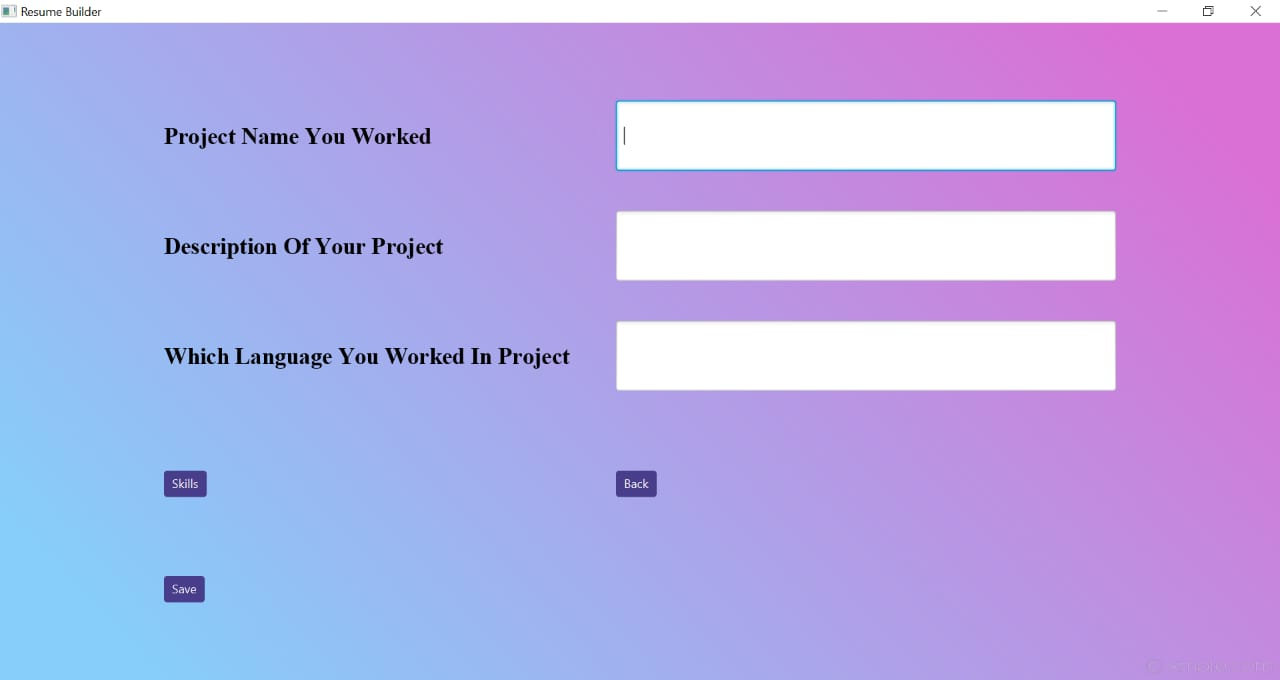 Resume Builder
Project Name You Worked
Description Of Your Project
Which Language You Worked In Project
Skills Back
Save